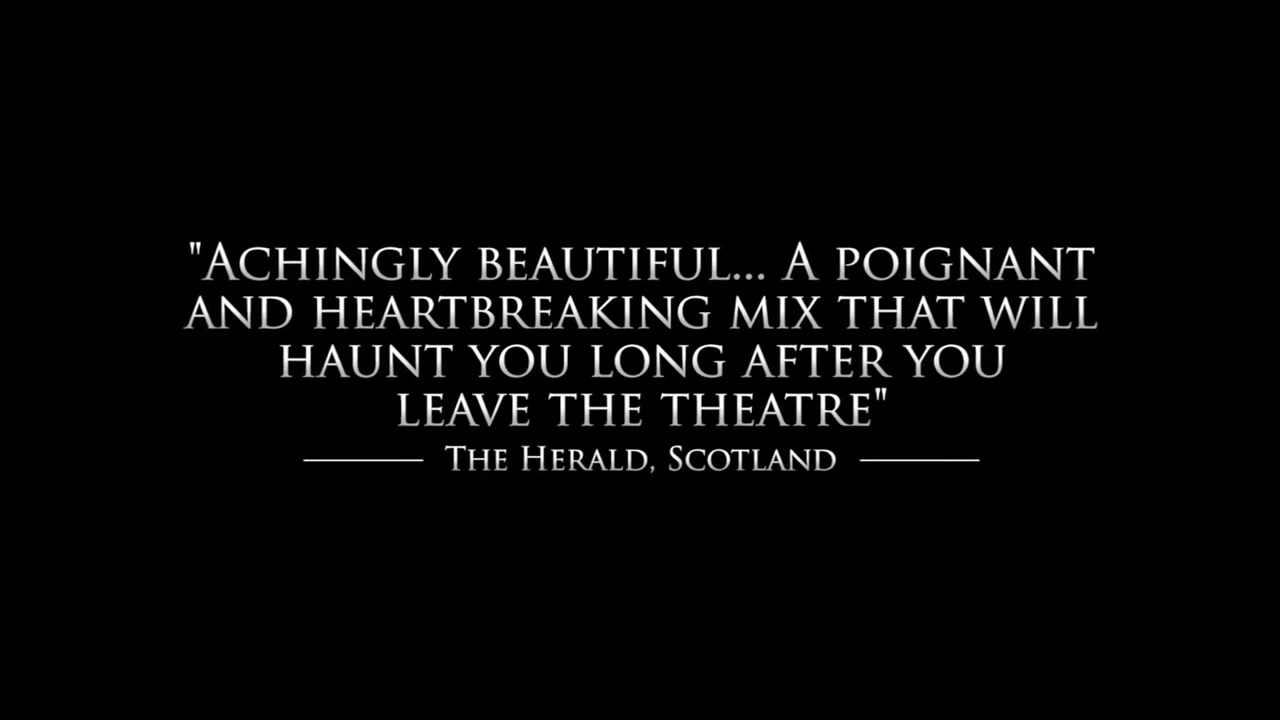 "Achingly beautiful... A poignant
and heartbreaking mix that will
haunt you long after you
leave the theatre"
The Herald, Scotland